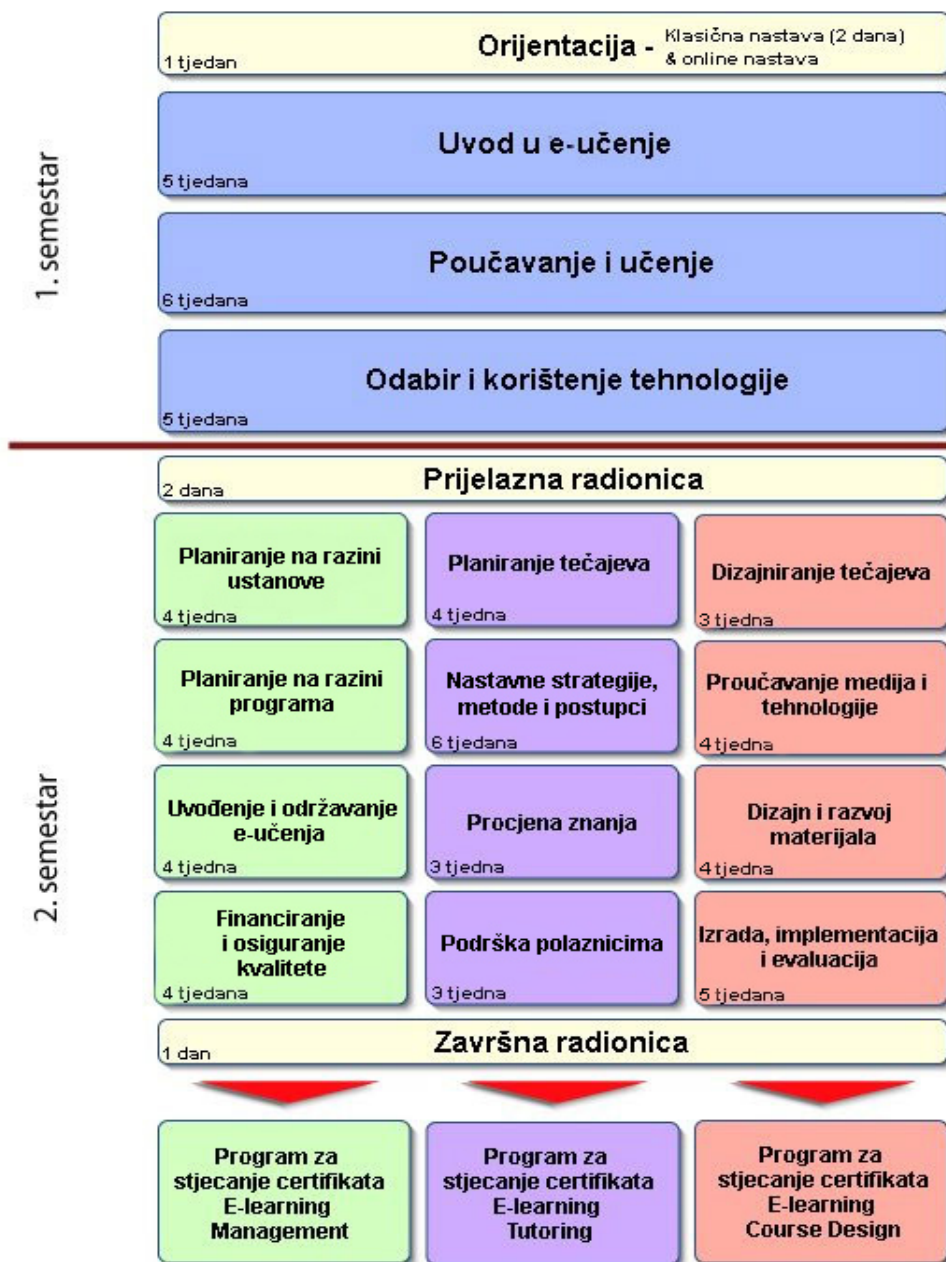 1. semestar
Orijentacija -
Klasična nastava (2 dana)
& online nastava
1 tjedan
Uvod u e-učenje
5 tjedana
Poučavanje i učenje
6 tjedana
Odabir i korištenje tehnologije
5 tjedana
2. semestar
Prijelazna radionica
2 dana
Planiranje na razini
ustanove
4 tjedna
Planiranje tečajeva
4 tjedna
Dizajniranje tečajeva
3 tjedna
Planiranje na razini
programa
4 tjedna
Nastavne strategije,
metode i postupci
6 tjedana
Proučavanje medija i
tehnologije
4 tjedna
Uvođenje i održavanje
e-učenja
4 tjedna
Procjena znanja
3 tjedna
Dizajn i razvoj
materijala
4 tjedna
Financiranje
i osiguranje
kvalitete
4 tjedana
Podrška polaznicima
3 tjedna
Izrada, implementacija
i evaluacija
5 tjedana
Završna radionica
1 dan
Program za
stjecanje certifikata
E-learning
Management
Program za
stjecanje certifikata
E-learning
Tutoring
Program za
stjecanje certifikata
E-learning
Course Design